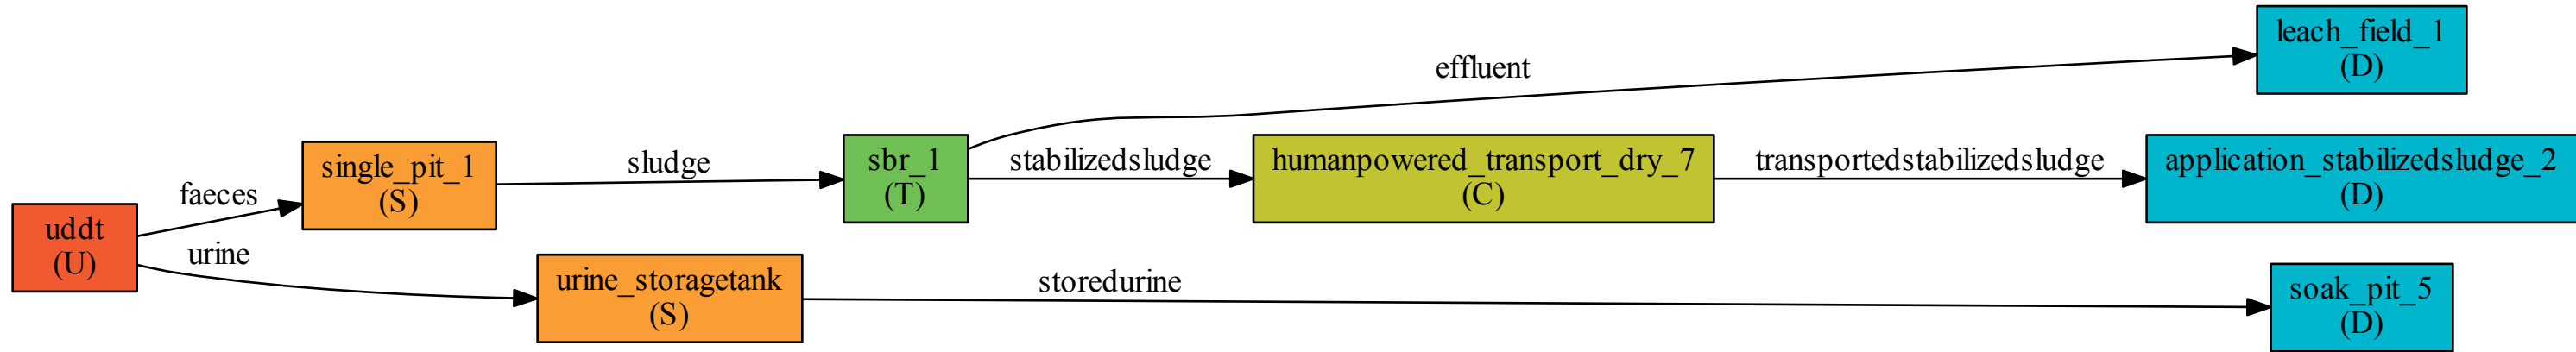 uddt
(U)
faeces
urine
single_pit_1
(S)
urine_storagetank
(S)
sludge
storedurine
sbr_1
(T)
effluent
stabilizedsludge
humanpowered_transport_dry_7
(C)
transportedstabilizedsludge
leach_field_1
(D)
application_stabilizedsludge_2
(D)
soak_pit_5
(D)